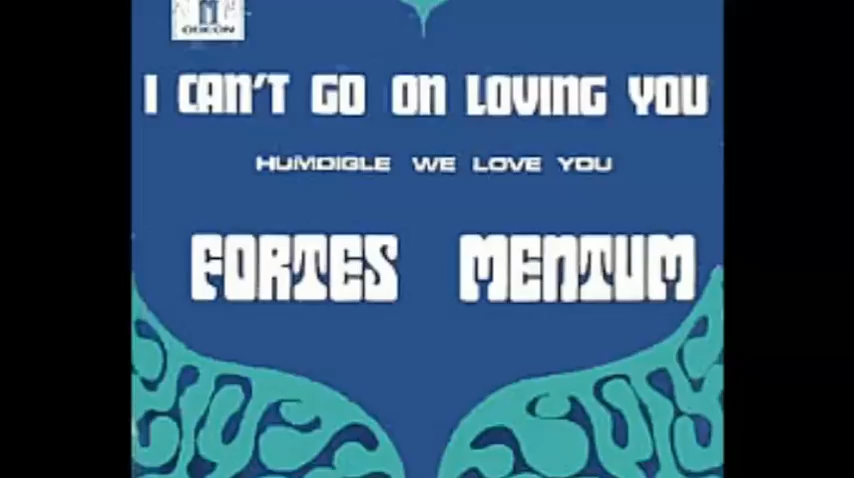 ODEON
I CAN'T GO ON LOVING YOU
HUMDIGLE WE LOVE YOU
FORTES MENTUM